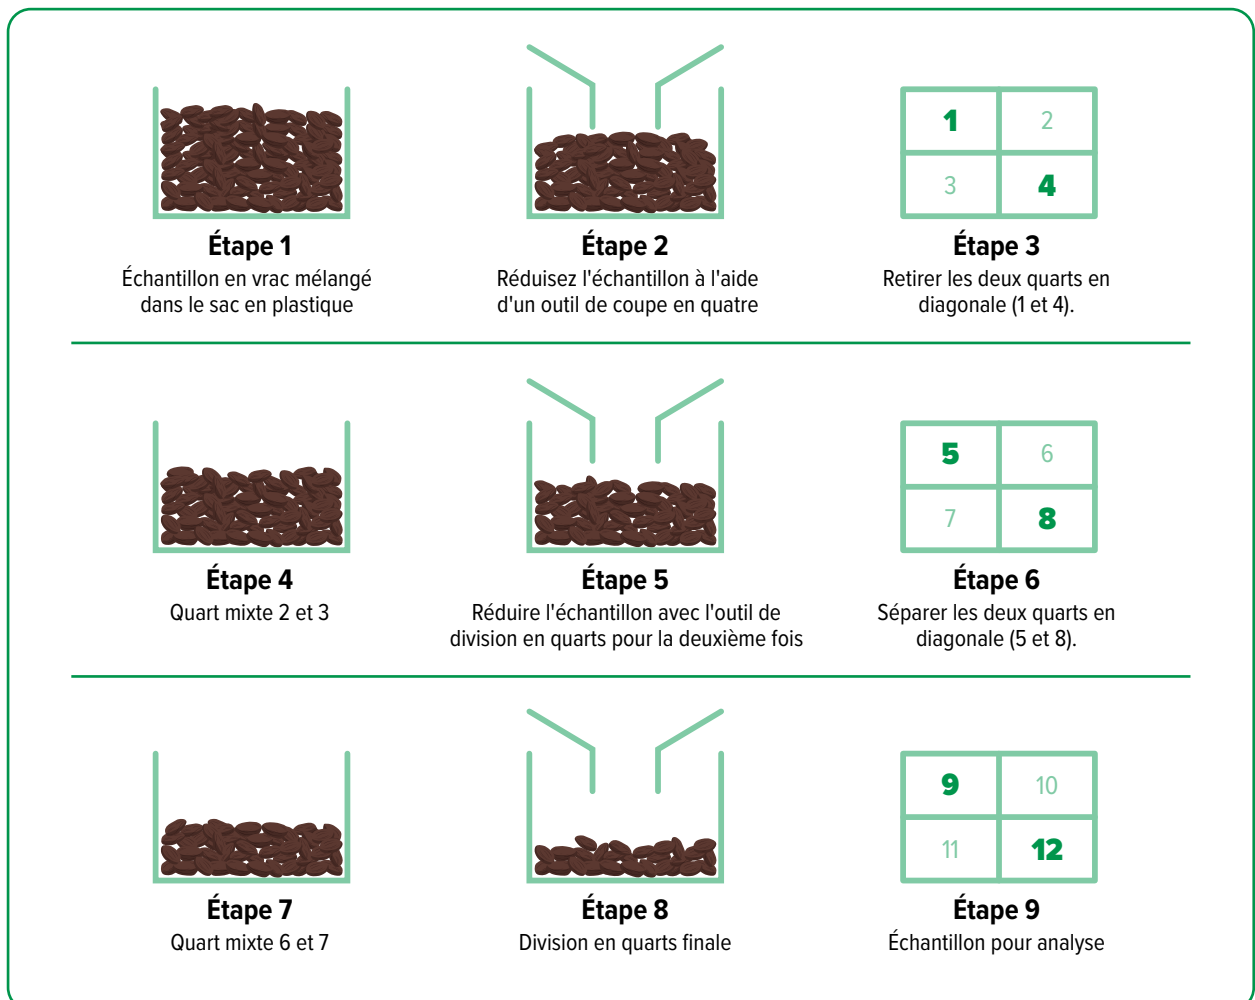 1
2
3
4
Étape 1
Échantillon en vrac mélangé
dans le sac en plastique
Étape 2
Réduisez l'échantillon à l'aide
d'un outil de coupe en quatre
Étape 3
Retirer les deux quarts en
diagonale (1 et 4).
5
6
7
8
Étape 4
Quart mixte 2 et 3
Étape 5
Réduire l'échantillon avec l'outil de
division en quarts pour la deuxième fois
Étape 6
Séparer les deux quarts en
diagonale (5 et 8).
9
10
11
12
Étape 7
Quart mixte 6 et 7
Étape 8
Division en quarts finale
Étape 9
Échantillon pour analyse